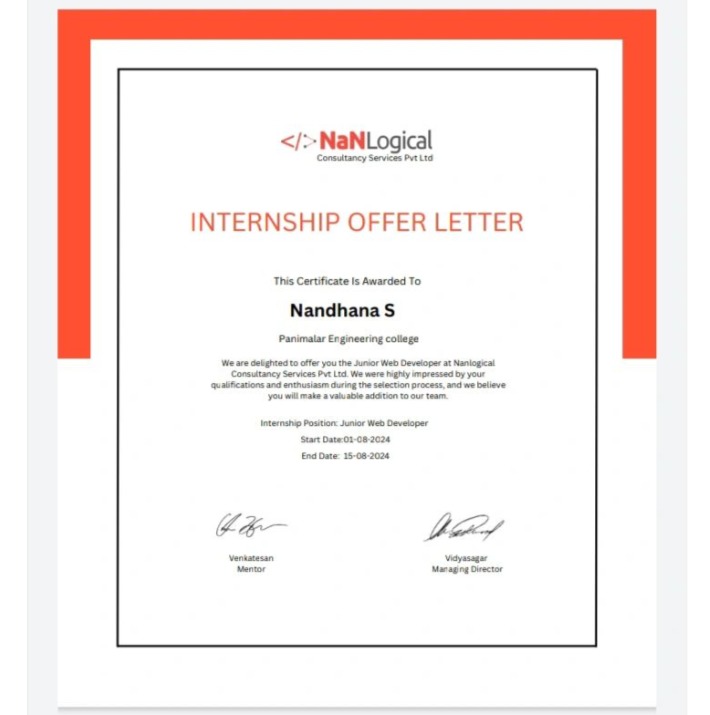 </> NaNLogical
Consultancy Services Pvt Ltd
INTERNSHIP OFFER LETTER
This Certificate Is Awarded To
Nandhana S
Panimalar Engineering college
We are delighted to offer you the Junior Web Developer at Nanlogical
Consultancy Services Pvt Ltd. We were highly impressed by your
qualifications and enthusiasm during the selection process, and we believe
you will make a valuable addition to our team.
Internship Position: Junior Web Developer
Start Date:01-08-2024
End Date: 15-08-2024
Venkatesan
Mentor
Vidyasagar
Managing Director